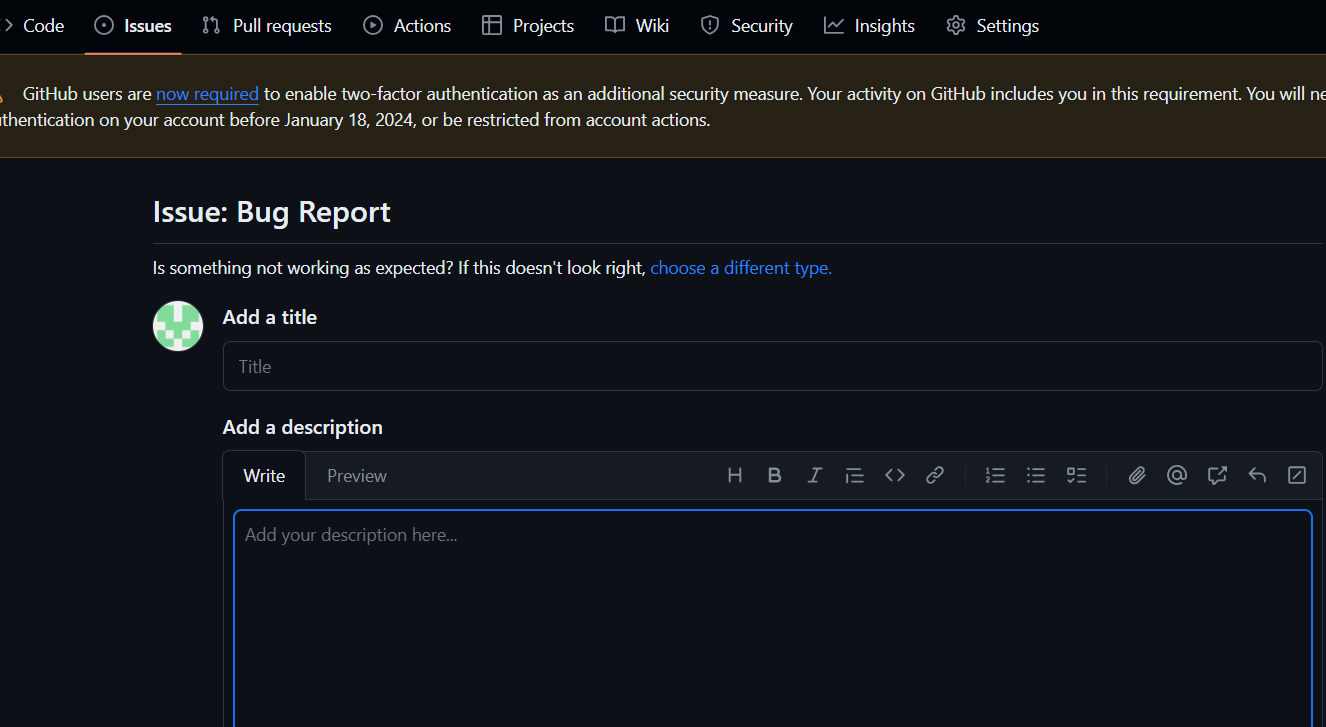 Code Issues Pull requests Actions Projects Wiki Security Insights Settings
GitHub users are now required to enable two-factor authentication as an additional security measure. Your activity on GitHub includes you in this requirement. You will
on your account before January 18, 2024, or be restricted from account actions.
Issue: Bug Report
Is something not working as expected? If this doesn't look right, choose a different type.
Add a title
Title
Add a description
Write Preview
Add your description here...